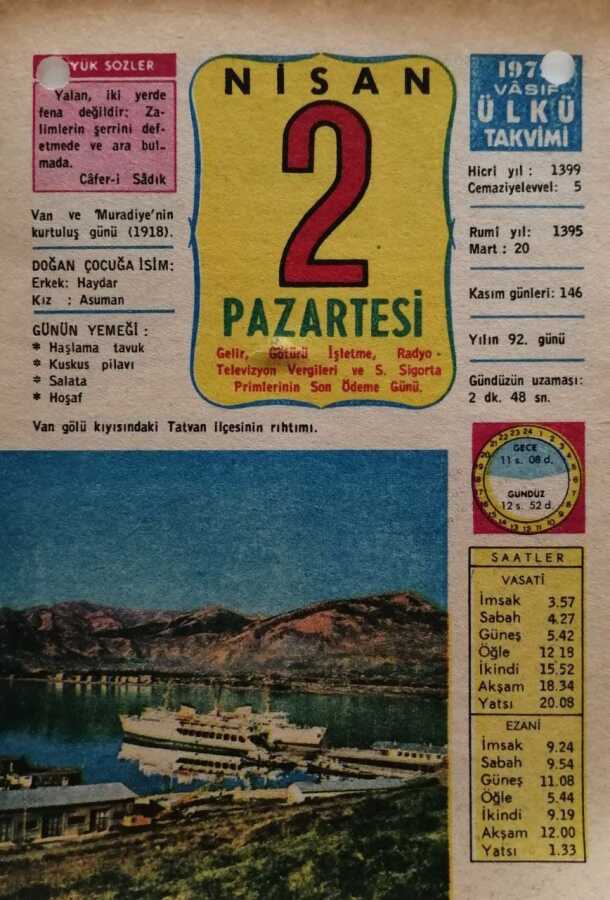 YÜK SÖZLER
Yalan, iki yerde
fena değildir: Za-
limlerin şerrini def-
etmede ve ara bul-
mada.
Câfer-i Sâdık
Van ve Muradiye'nin
kurtuluş günü (1918).
DOĞAN ÇOCUĞA İSİM:
Erkek: Haydar
Kız : Asuman
GÜNÜN YEMEĞİ :
* Haşlama tavuk
* Kuskus pilavı
* Salata
* Hoşaf
NİSAN
2
PAZARTESİ
Gelir, Götürü İşletme, Radyo -
Televizyon Vergileri ve S. Sigorta
Primlerinin Son Ödeme Günü.
197
VÂSIF
ÜLKÜ
TAKVİMİ
Hicrî yıl : 1399
Cemaziyelevvel: 5
Rumî yıl: 1395
Mart : 20
Kasım günleri: 146
Yılın 92. günü
Gündüzün uzaması:
2 dk. 48 sn.
Van gölü kıyısındaki Tatvan ilçesinin rıhtımı.
GECE
11 s. 08 d.
GÜNDÜZ
12 s. 52 d.
SAATLER
VASATÎ
İmsak 3.57
Sabah 4.27
Güneş 5.42
Öğle 12 18
İkindi 15.52
Akşam 18.34
Yatsı 20.08
EZANİ
İmsak 9.24
Sabah 9.54
Güneş 11.08
Öğle 5.44
İkindi 9.19
Akşam 12.00
Yatsı 1.33